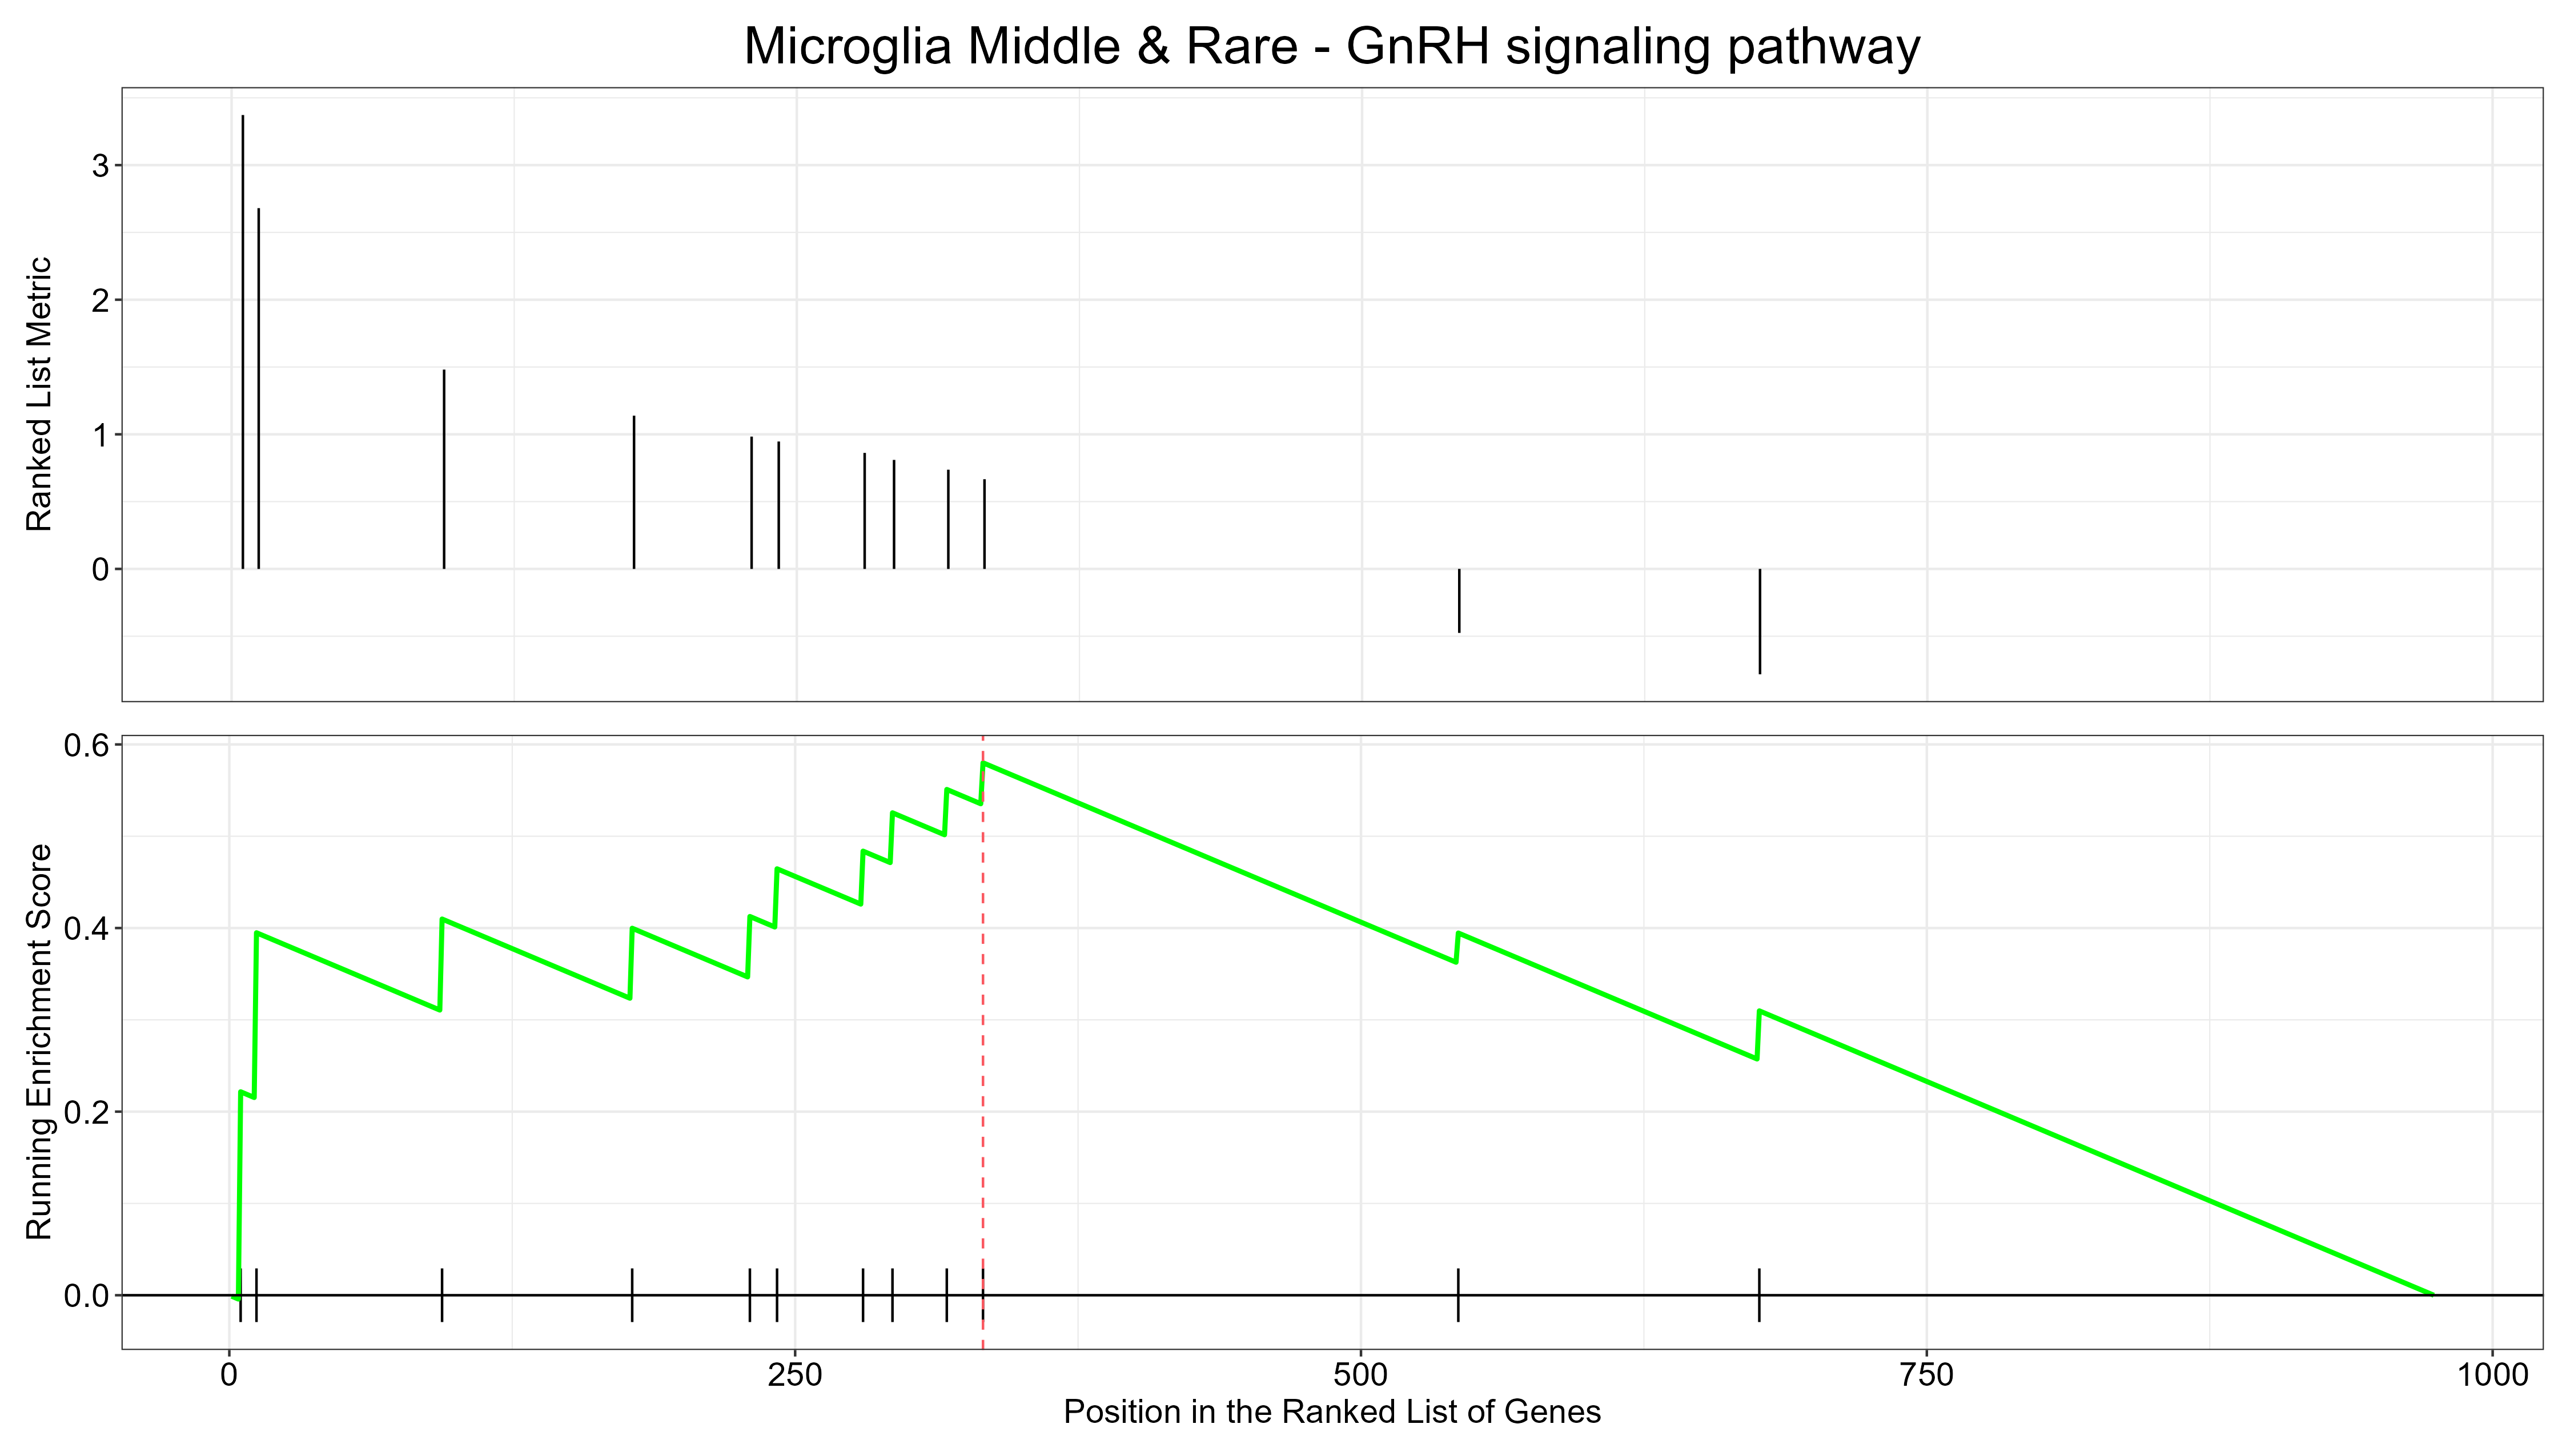 Microglia Middle & Rare - GnRH signaling pathway
Ranked List Metric
3
2
1
0
Running Enrichment Score
0.6
0.4
0.2
0.0
0 250 500 750 1000
Position in the Ranked List of Genes